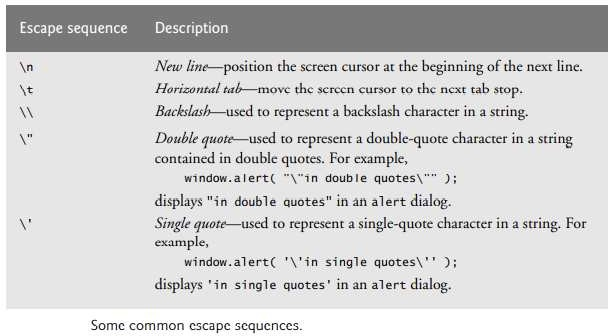 Escape sequence Description
\n New line—position the screen cursor at the beginning of the next line.
\t Horizontal tab—move the screen cursor to the next tab stop.
\\ Backslash—used to represent a backslash character in a string.
\" Double quote—used to represent a double-quote character in a string
contained in double quotes. For example,
window.alert( "\"in double quotes\"" );
displays "in double quotes" in an alert dialog.
\' Single quote—used to represent a single-quote character in a string. For
example,
window.alert( '\'in single quotes\'' );
displays 'in single quotes' in an alert dialog.
Some common escape sequences.